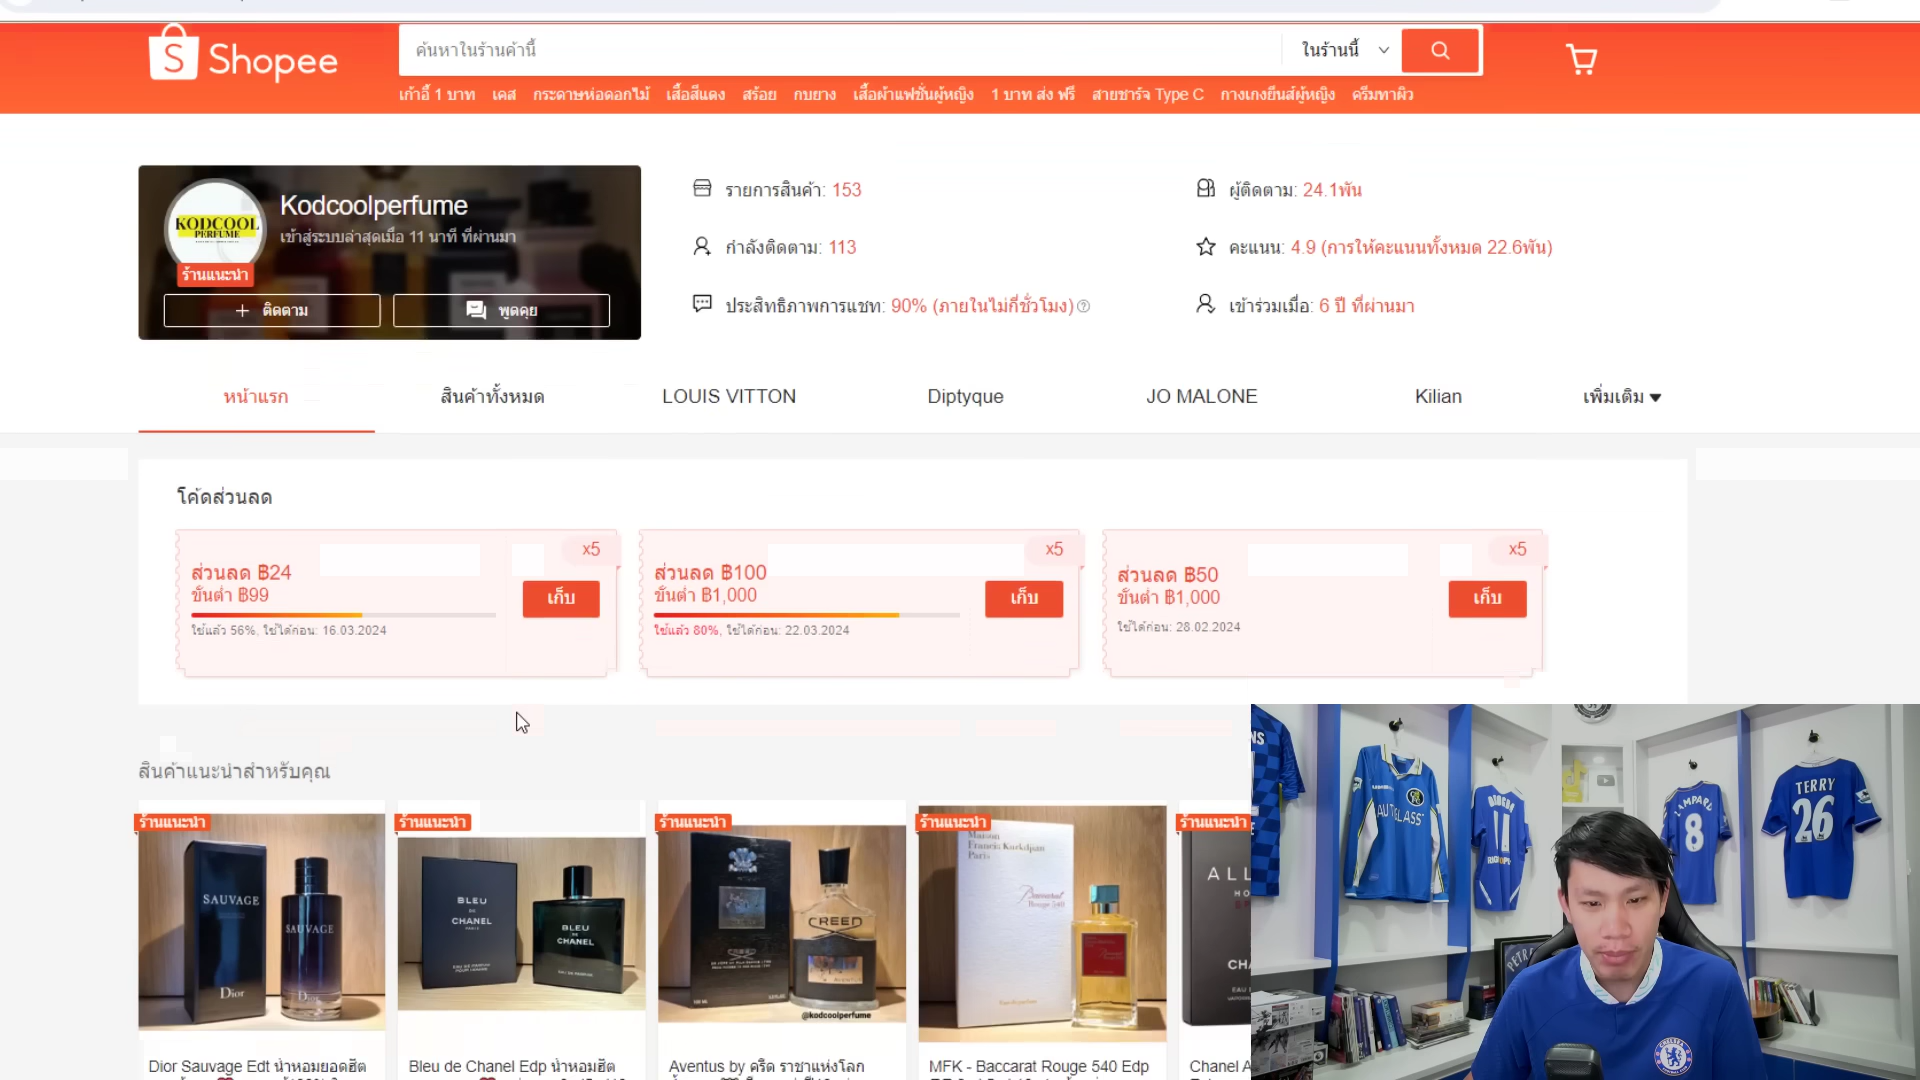 Shopee
ค้นหาในร้านค้านี้
ในร้านนี้
เก้าอี้ 1 บาท เคส กระดาษห่อดอกไม้ เสื้อสีแดง สร้อย กบยาง เสื้อผ้าแฟชั่นผู้หญิง 1 บาท ส่ง ฟรี สายชาร์จ Type C กางเกงยีนส์ผู้หญิง ครีมทาผิว
KODCOOL
PERFUME
Kodcoolperfume
เข้าสู่ระบบล่าสุดเมื่อ 11 นาที ที่ผ่านมา
ร้านแนะนำ
ติดตาม
พูดคุย
รายการสินค้า: 153
ผู้ติดตาม: 24.1พัน
กำลังติดตาม: 113
คะแนน: 4.9 (การให้คะแนนทั้งหมด 22.6พัน)
ประสิทธิภาพการแชท: 90% (ภายในไม่กี่ชั่วโมง)
เข้าร่วมเมื่อ: 6 ปี ที่ผ่านมา
หน้าแรก สินค้าทั้งหมด LOUIS VITTON Diptyque JO MALONE Kilian เพิ่มเติม
โค้ดส่วนลด
x5
ส่วนลด ฿24
ขั้นต่ำ ฿99
เก็บ
ใช้แล้ว 56%, ใช้ได้ก่อน: 16.03.2024
x5
ส่วนลด ฿100
ขั้นต่ำ ฿1,000
เก็บ
ใช้แล้ว 80%, ใช้ได้ก่อน: 22.03.2024
x5
ส่วนลด ฿50
ขั้นต่ำ ฿1,000
เก็บ
ใช้ได้ก่อน: 28.02.2024
สินค้าแนะนำสำหรับคุณ
ร้านแนะนำ
SAUVAGE
SAUVAGE
Dior
Dior
Dior Sauvage Edt น้ำหอมยอดฮิต
ร้านแนะนำ
BLEU
DE
CHANEL
PARIS
BLEU
DE
CHANEL
Bleu de Chanel Edp น้ำหอมฮิต
ร้านแนะนำ
CREED
CREED
@kodcoolperfume
Aventus by ครีด ราชาแห่งโลก
ร้านแนะนำ
Maison
Francis Kurkdjian
Paris
Baccarat
Rouge 540
MFK - Baccarat Rouge 540 Edp
ร้านแนะนำ
ALL
HO
CH
Chanel A
AUTOGLASS
DROGBA
11
LAMPARD
8
TERRY
26
PETR
CHELSEA